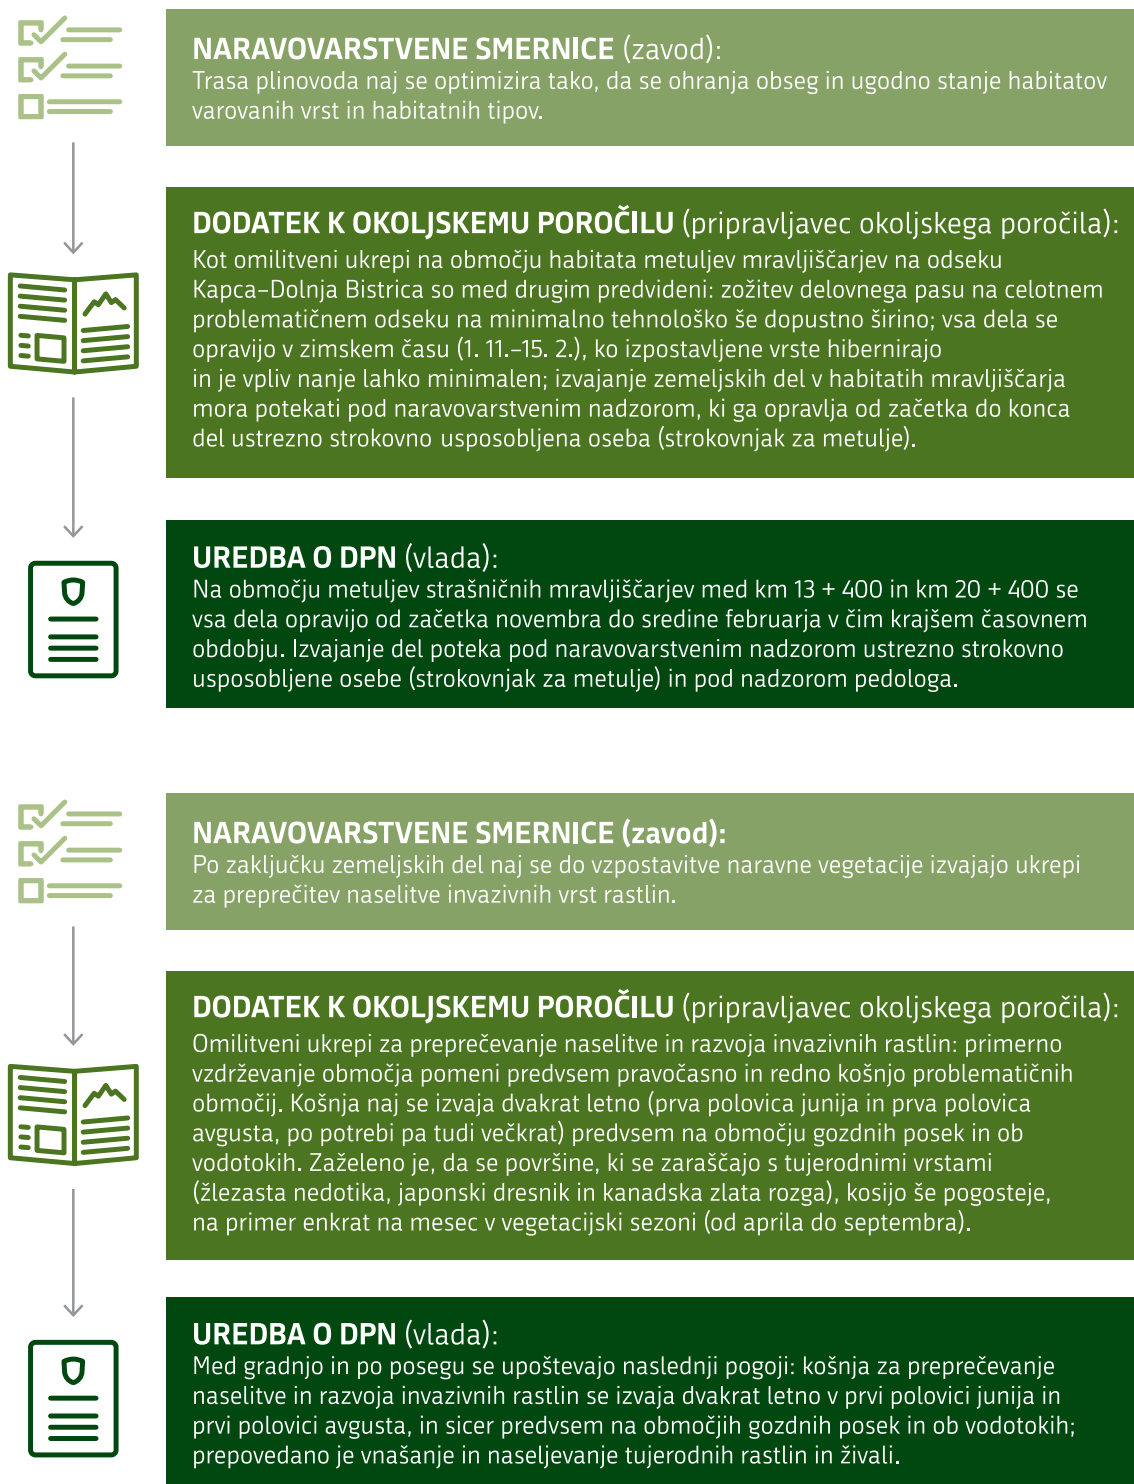 NARAVOVARSTVENE SMERNICE (zavod):
Trasa plinovoda naj se optimizira tako, da se ohranja obseg in ugodno stanje habitatov
varovanih vrst in habitatnih tipov.
DODATEK K OKOLJSKEMU POROČILU (pripravljavec okoljskega poročila):
Kot omilitveni ukrepi na območju habitata metuljev mravljiščarjev na odseku
Kapca–Dolnja Bistrica so med drugim predvideni: zožitev delovnega pasu na celotnem
problematičnem odseku na minimalno tehnološko še dopustno širino; vsa dela se
opravijo v zimskem času (1. 11.–15. 2.), ko izpostavljene vrste hibernirajo
in je vpliv nanje lahko minimalen; izvajanje zemeljskih del v habitatih mravljiščarja
mora potekati pod naravovarstvenim nadzorom, ki ga opravlja od začetka do konca
del ustrezno strokovno usposobljena oseba (strokovnjak za metulje).
UREDBA O DPN (vlada):
Na območju metuljev strašničnih mravljiščarjev med km 13 + 400 in km 20 + 400 se
vsa dela opravijo od začetka novembra do sredine februarja v čim krajšem časovnem
obdobju. Izvajanje del poteka pod naravovarstvenim nadzorom ustrezno strokovno
usposobljene osebe (strokovnjak za metulje) in pod nadzorom pedologa.
NARAVOVARSTVENE SMERNICE (zavod):
Po zaključku zemeljskih del naj se do vzpostavitve naravne vegetacije izvajajo ukrepi
za preprečitev naselitve invazivnih vrst rastlin.
DODATEK K OKOLJSKEMU POROČILU (pripravljavec okoljskega poročila):
Omilitveni ukrepi za preprečevanje naselitve in razvoja invazivnih rastlin: primerno
vzdrževanje območja pomeni predvsem pravočasno in redno košnjo problematičnih
območij. Košnja naj se izvaja dvakrat letno (prva polovica junija in prva polovica
avgusta, po potrebi pa tudi večkrat) predvsem na območju gozdnih posek in ob
vodotokih. Zaželeno je, da se površine, ki se zaraščajo s tujerodnimi vrstami
(žlezasta nedotika, japonski dresnik in kanadska zlata rozga), kosijo še pogosteje,
na primer enkrat na mesec v vegetacijski sezoni (od aprila do septembra).
UREDBA O DPN (vlada):
Med gradnjo in po posegu se upoštevajo naslednji pogoji: košnja za preprečevanje
naselitve in razvoja invazivnih rastlin se izvaja dvakrat letno v prvi polovici junija in
prvi polovici avgusta, in sicer predvsem na območjih gozdnih posek in ob vodotokih;
prepovedano je vnašanje in naseljevanje tujerodnih rastlin in živali.